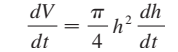 dV/dt = π/4 h² dh/dt